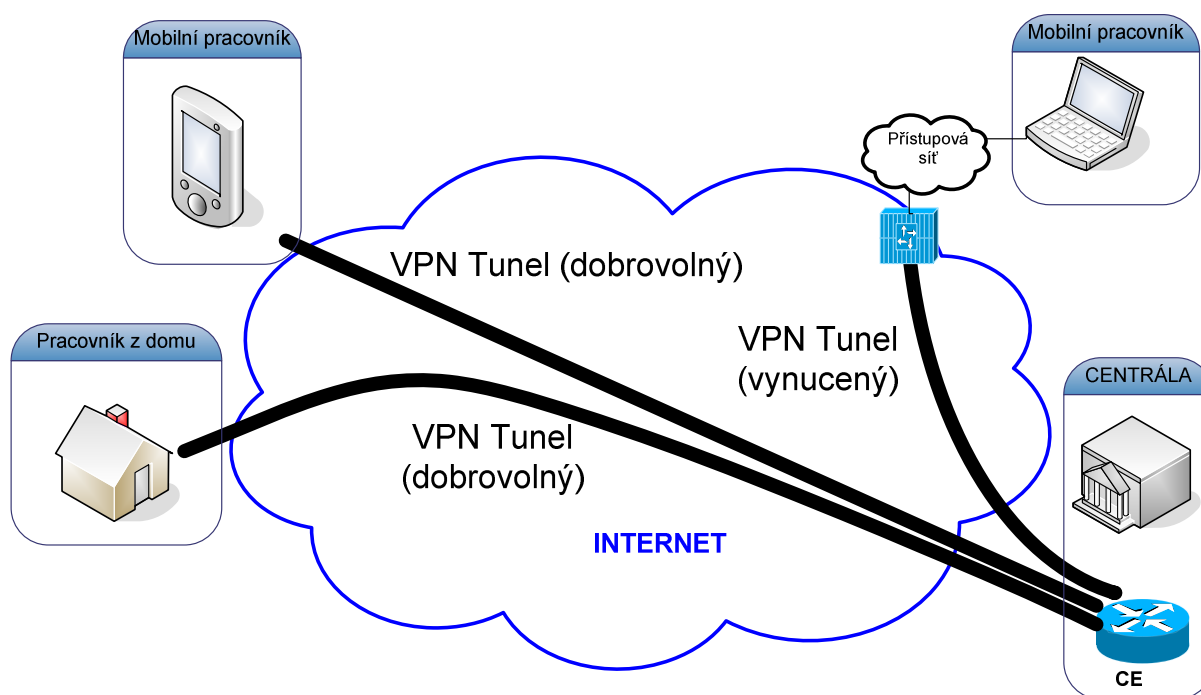 Mobilní pracovník
Mobilní pracovník
Přístupová
síť
VPN Tunel (dobrovolný)
VPN Tunel
(vynucený)
Pracovník z domu
CENTRÁLA
VPN Tunel
(dobrovolný)
INTERNET
CE